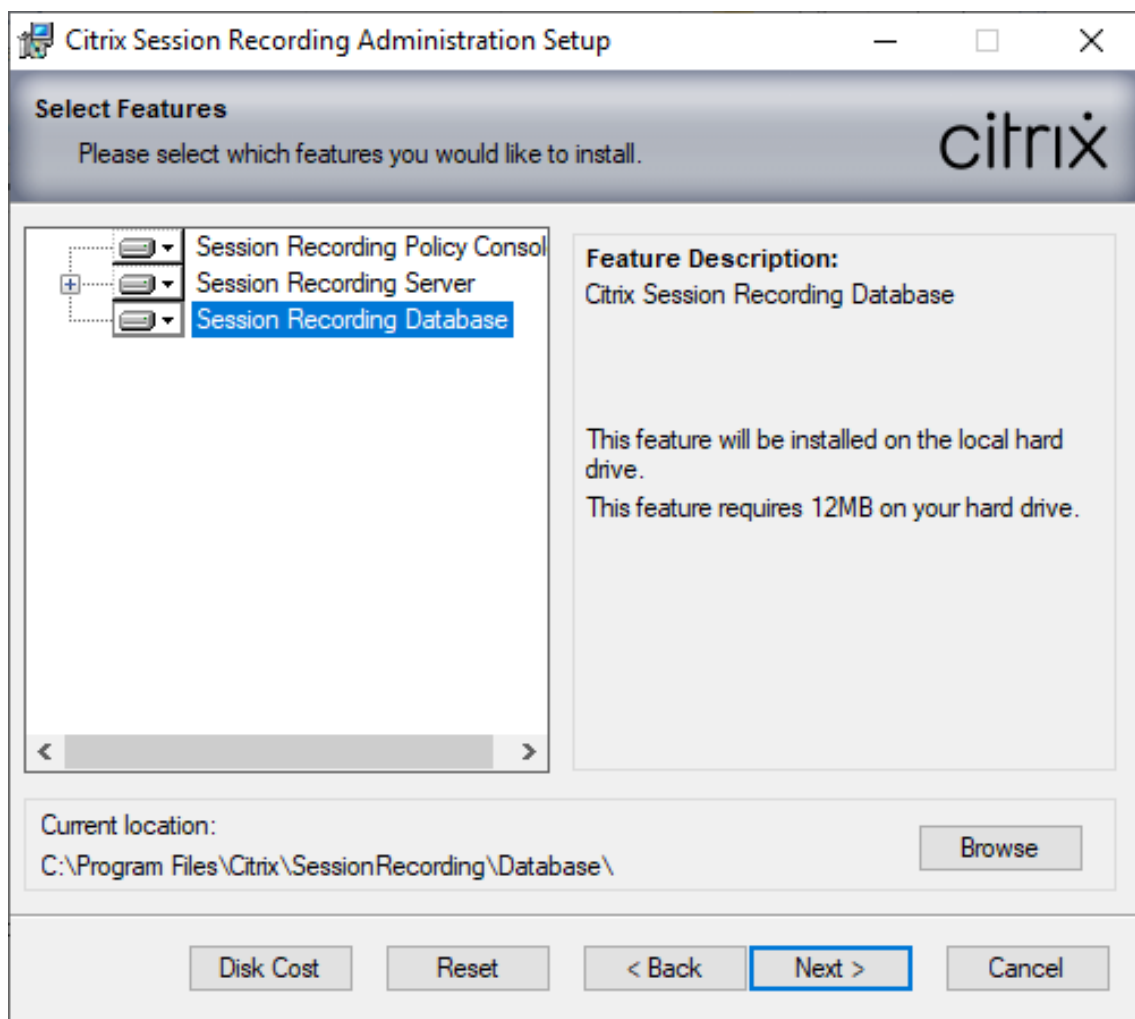 Citrix Session Recording Administration Setup
Select Features
Please select which features you would like to install.
citrix
Session Recording Policy Consol
Session Recording Server
Session Recording Database
Feature Description:
Citrix Session Recording Database
This feature will be installed on the local hard
drive.
This feature requires 12MB on your hard drive.
Current location:
C:\Program Files\Citrix\SessionRecording\Database\
Browse
Disk Cost
Reset
< Back
Next >
Cancel